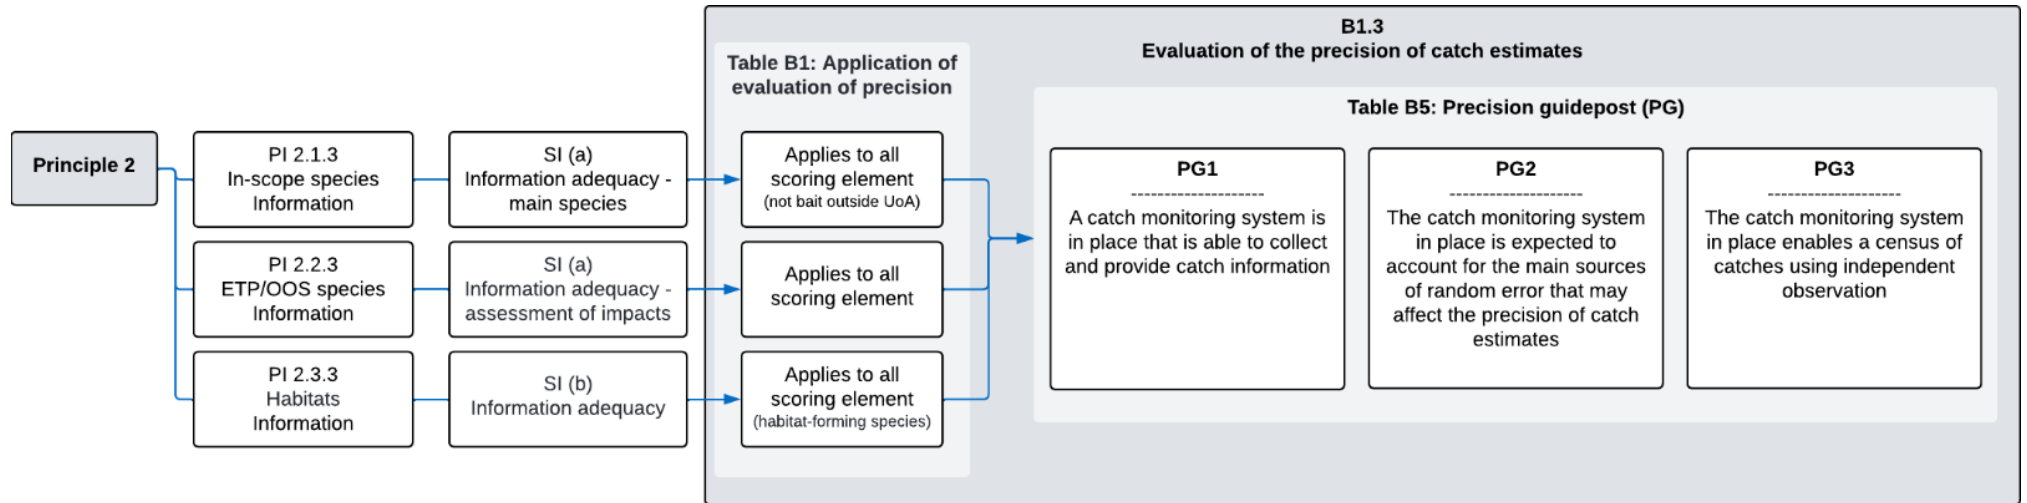 B1.3
Evaluation of the precision of catch estimates
Table B1: Application of
evaluation of precision
Table B5: Precision guidepost (PG)
Principle 2
PI 2.1.3
In-scope species
Information
SI (a)
Information adequacy -
main species
Applies to all
scoring element
(not bait outside UoA)
PI 2.2.3
ETP/OOS species
Information
SI (a)
Information adequacy -
assessment of impacts
Applies to all
scoring element
PI 2.3.3
Habitats
Information
SI (b)
Information adequacy
Applies to all
scoring element
(habitat-forming species)
PG1
--------------------
A catch monitoring system is
in place that is able to collect
and provide catch information
PG2
--------------------
The catch monitoring system
in place is expected to
account for the main sources
of random error that may
affect the precision of catch
estimates
PG3
--------------------
The catch monitoring system
in place enables a census of
catches using independent
observation